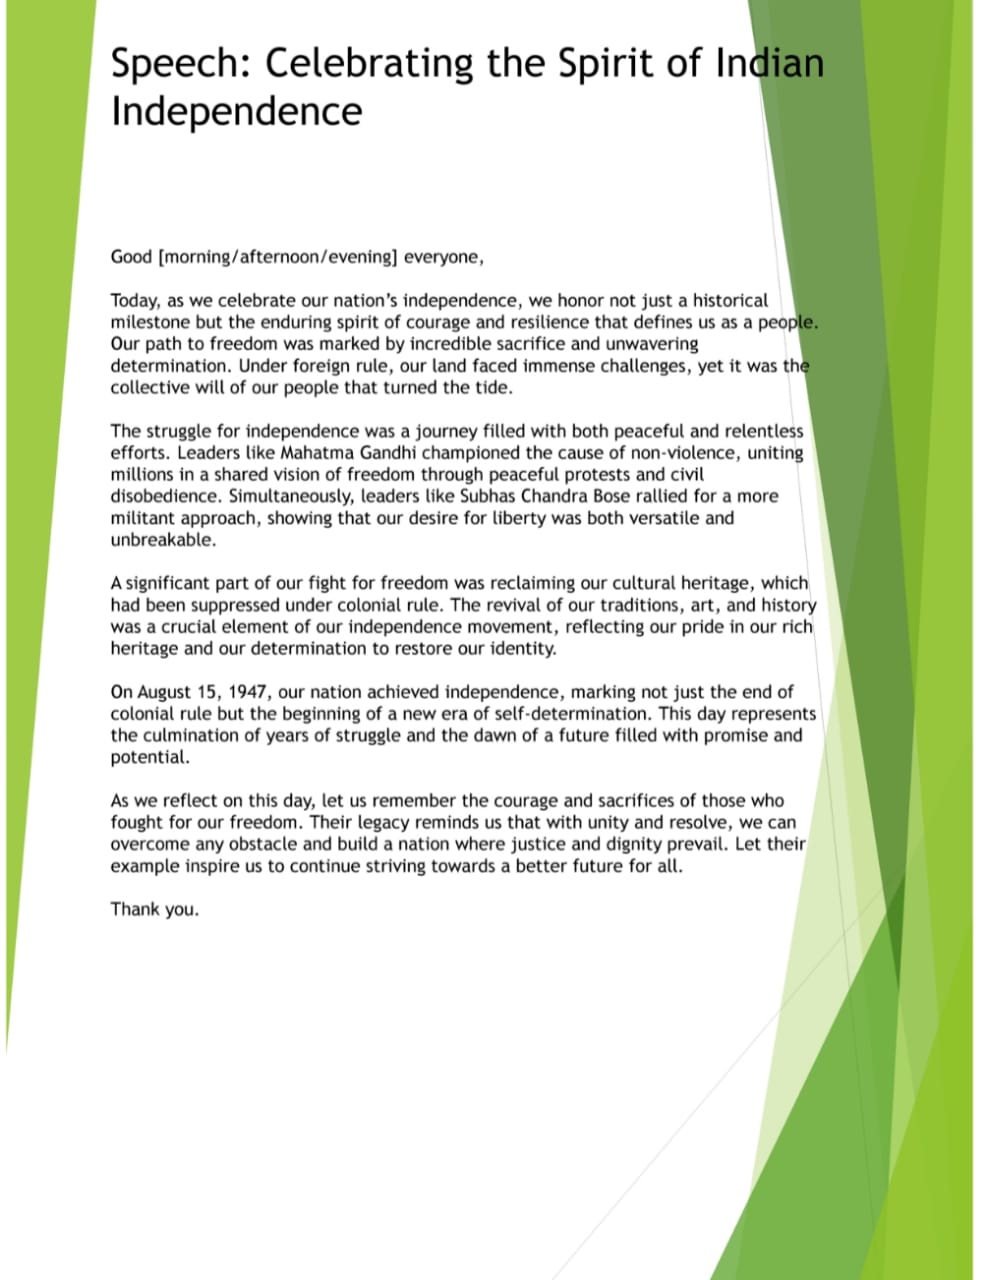 Speech: Celebrating the Spirit of Indian
Independence
Good [morning/afternoon/evening] everyone,
Today, as we celebrate our nation's independence, we honor not just a historical
milestone but the enduring spirit of courage and resilience that defines us as a people.
Our path to freedom was marked by incredible sacrifice and unwavering
determination. Under foreign rule, our land faced immense challenges, yet it was the
collective will of our people that turned the tide.
The struggle for independence was a journey filled with both peaceful and relentless
efforts. Leaders like Mahatma Gandhi championed the cause of non-violence, uniting
millions in a shared vision of freedom through peaceful protests and civil
disobedience. Simultaneously, leaders like Subhas Chandra Bose rallied for a more
militant approach, showing that our desire for liberty was both versatile and
unbreakable.
A significant part of our fight for freedom was reclaiming our cultural heritage, which
had been suppressed under colonial rule. The revival of our traditions, art, and history
was a crucial element of our independence movement, reflecting our pride in our rich
heritage and our determination to restore our identity.
On August 15, 1947, our nation achieved independence, marking not just the end of
colonial rule but the beginning of a new era of self-determination. This day represents
the culmination of years of struggle and the dawn of a future filled with promise and
potential.
As we reflect on this day, let us remember the courage and sacrifices of those who
fought for our freedom. Their legacy reminds us that with unity and resolve, we can
overcome any obstacle and build a nation where justice and dignity prevail. Let their
example inspire us to continue striving towards a better future for all.
Thank you.